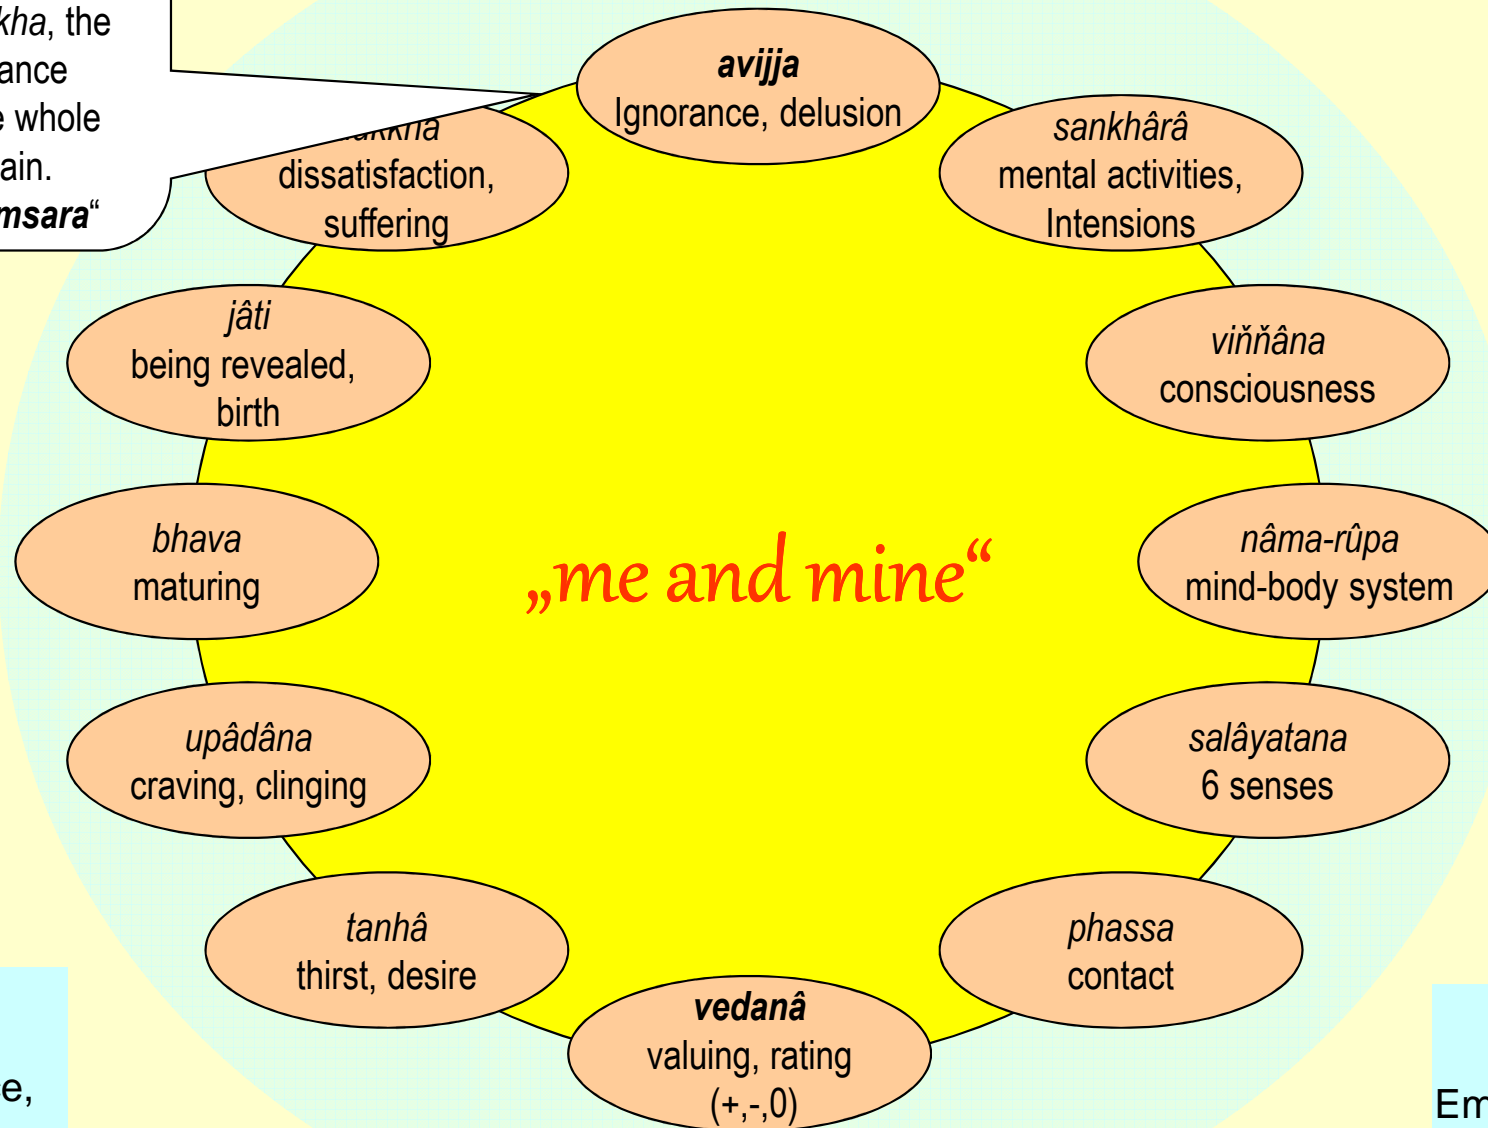 kha, the
ance
whole
ain.
msara“
avijja
Ignorance, delusion
sankhârâ
mental activities,
Intensions
viňňâna
consciousness
nâma-rûpa
mind-body system
salâyatana
6 senses
phassa
contact
vedanâ
valuing, rating
(+,-,0)
tanhâ
thirst, desire
upâdâna
craving, clinging
bhava
maturing
jâti
being revealed,
birth
dissatisfaction,
suffering
„me and mine“
e,
Em